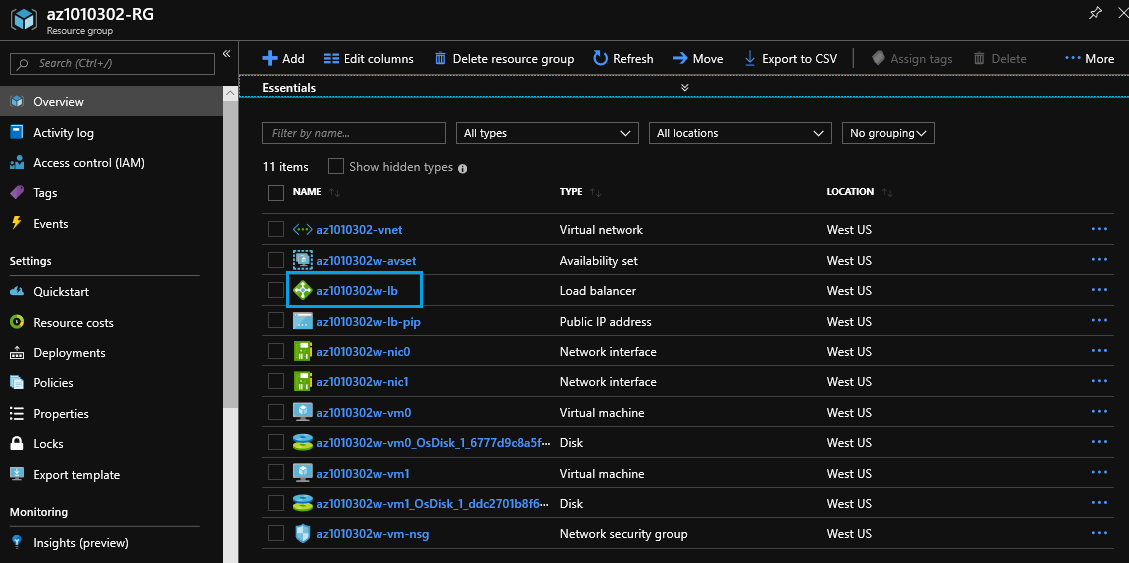 az1010302-RG
Resource group
Search (Ctrl+/)
«
Overview
Activity log
Access control (IAM)
Tags
Events
Settings
Quickstart
Resource costs
Deployments
Policies
Properties
Locks
Export template
Monitoring
Insights (preview)
Add Edit columns Delete resource group Refresh Move Export to CSV Assign tags Delete ··· More
Essentials
Filter by name... All types All locations No grouping
11 items Show hidden types
NAME TYPE LOCATION
az1010302-vnet Virtual network West US ···
az1010302w-avset Availability set West US ···
az1010302w-lb Load balancer West US ···
az1010302w-lb-pip Public IP address West US ···
az1010302w-nic0 Network interface West US ···
az1010302w-nic1 Network interface West US ···
az1010302w-vm0 Virtual machine West US ···
az1010302w-vm0_OsDisk_1_6777d9c8a5f··· Disk West US ···
az1010302w-vm1 Virtual machine West US ···
az1010302w-vm1_OsDisk_1_ddc2701b8f6··· Disk West US ···
az1010302w-vm-nsg Network security group West US ···